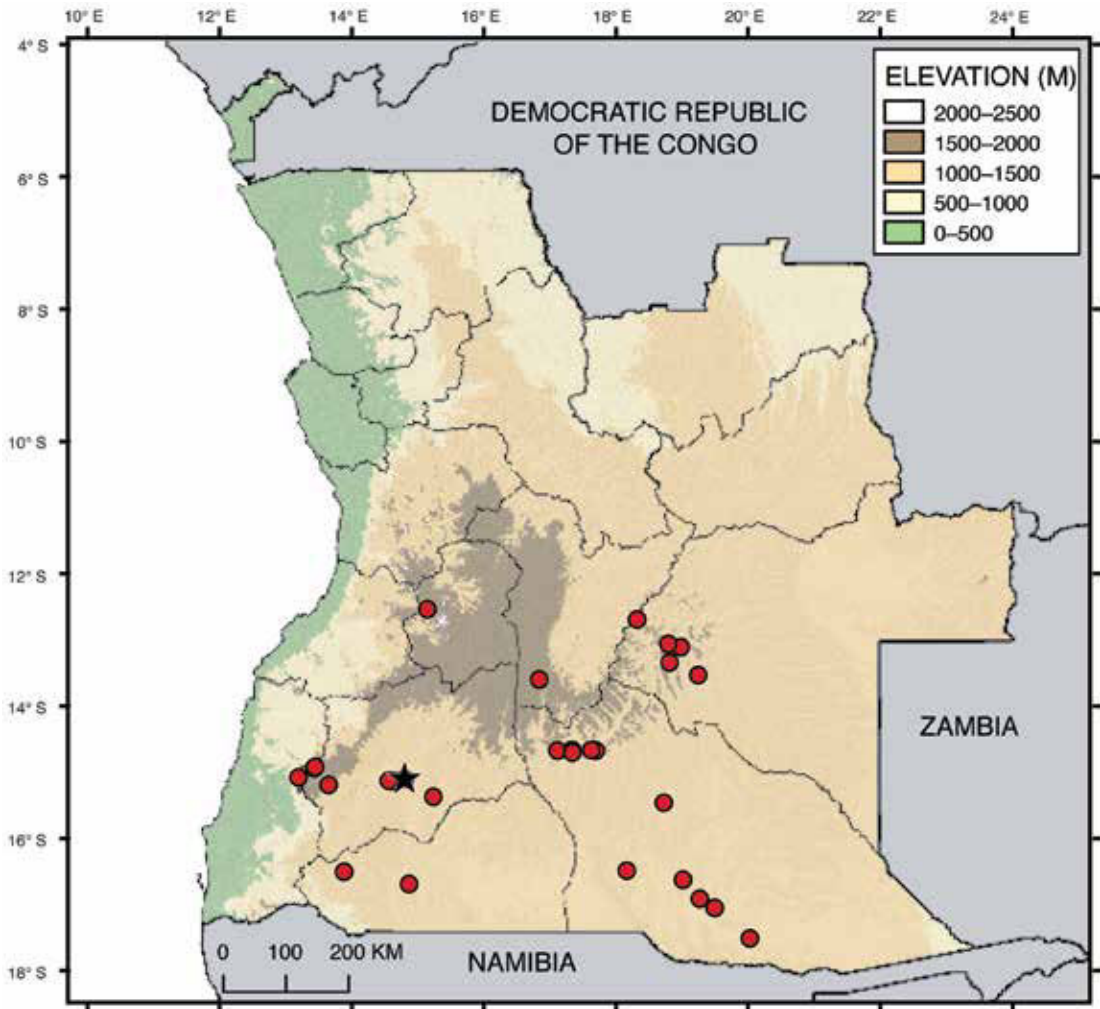 10° E 12° E 14° E 16° E 18° E 20° E 22° E 24° E
4° S
6° S
8° S
10° S
12° S
14° S
16° S
18° S
ELEVATION (M)
2000–2500
1500–2000
1000–1500
500–1000
0–500
DEMOCRATIC REPUBLIC
OF THE CONGO
ZAMBIA
NAMIBIA
0 100 200 KM